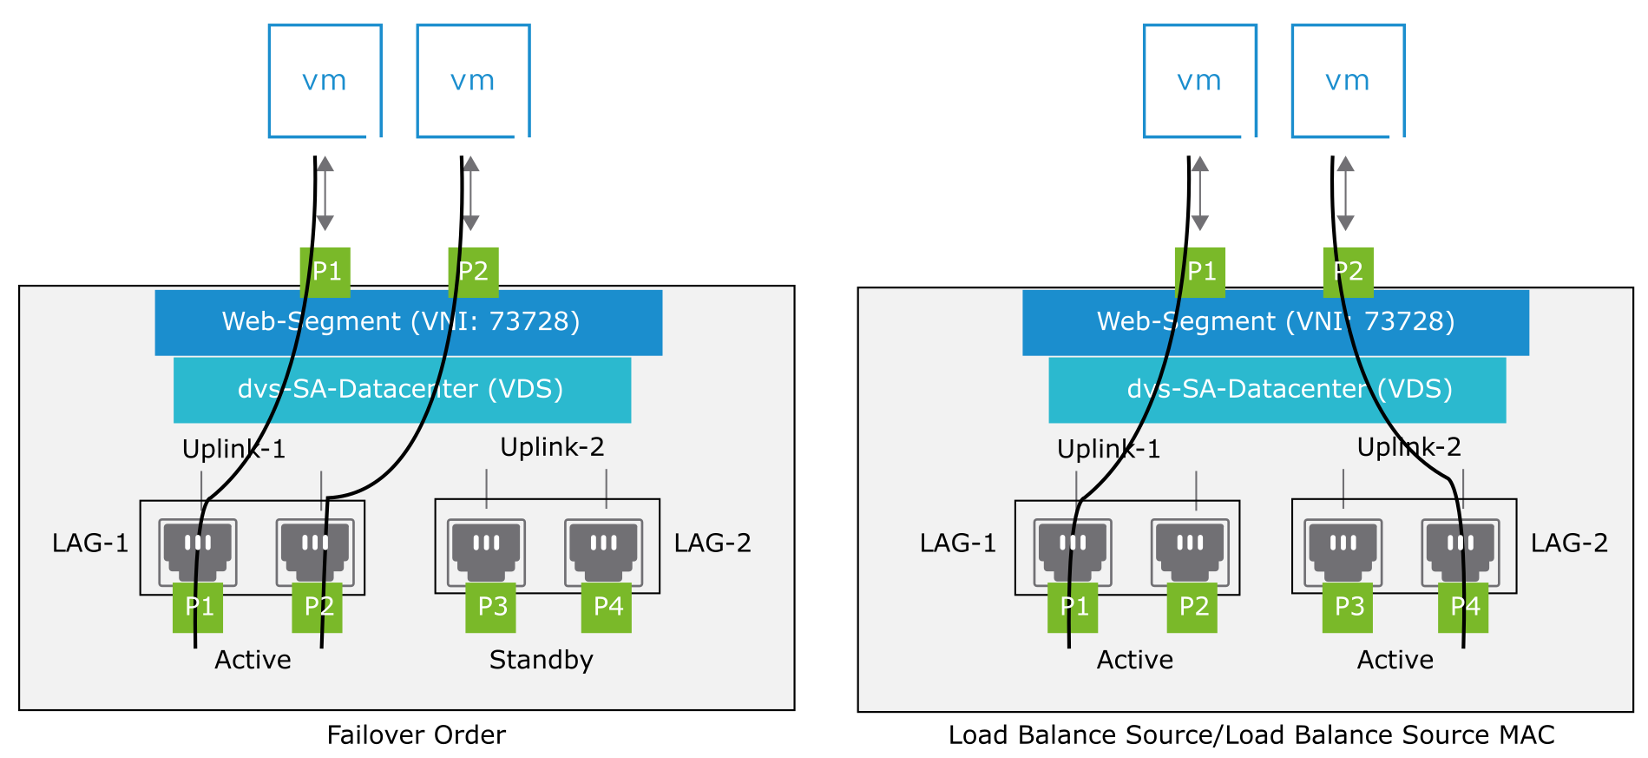 vm
vm
P1
P2
Web-Segment (VNI: 73728)
dvs-SA-Datacenter (VDS)
Uplink-1
Uplink-2
LAG-1
LAG-2
P1
P2
P3
P4
Active
Standby
Failover Order
vm
vm
P1
P2
Web-Segment (VNI: 73728)
dvs-SA-Datacenter (VDS)
Uplink-1
Uplink-2
LAG-1
LAG-2
P1
P2
P3
P4
Active
Active
Load Balance Source/Load Balance Source MAC